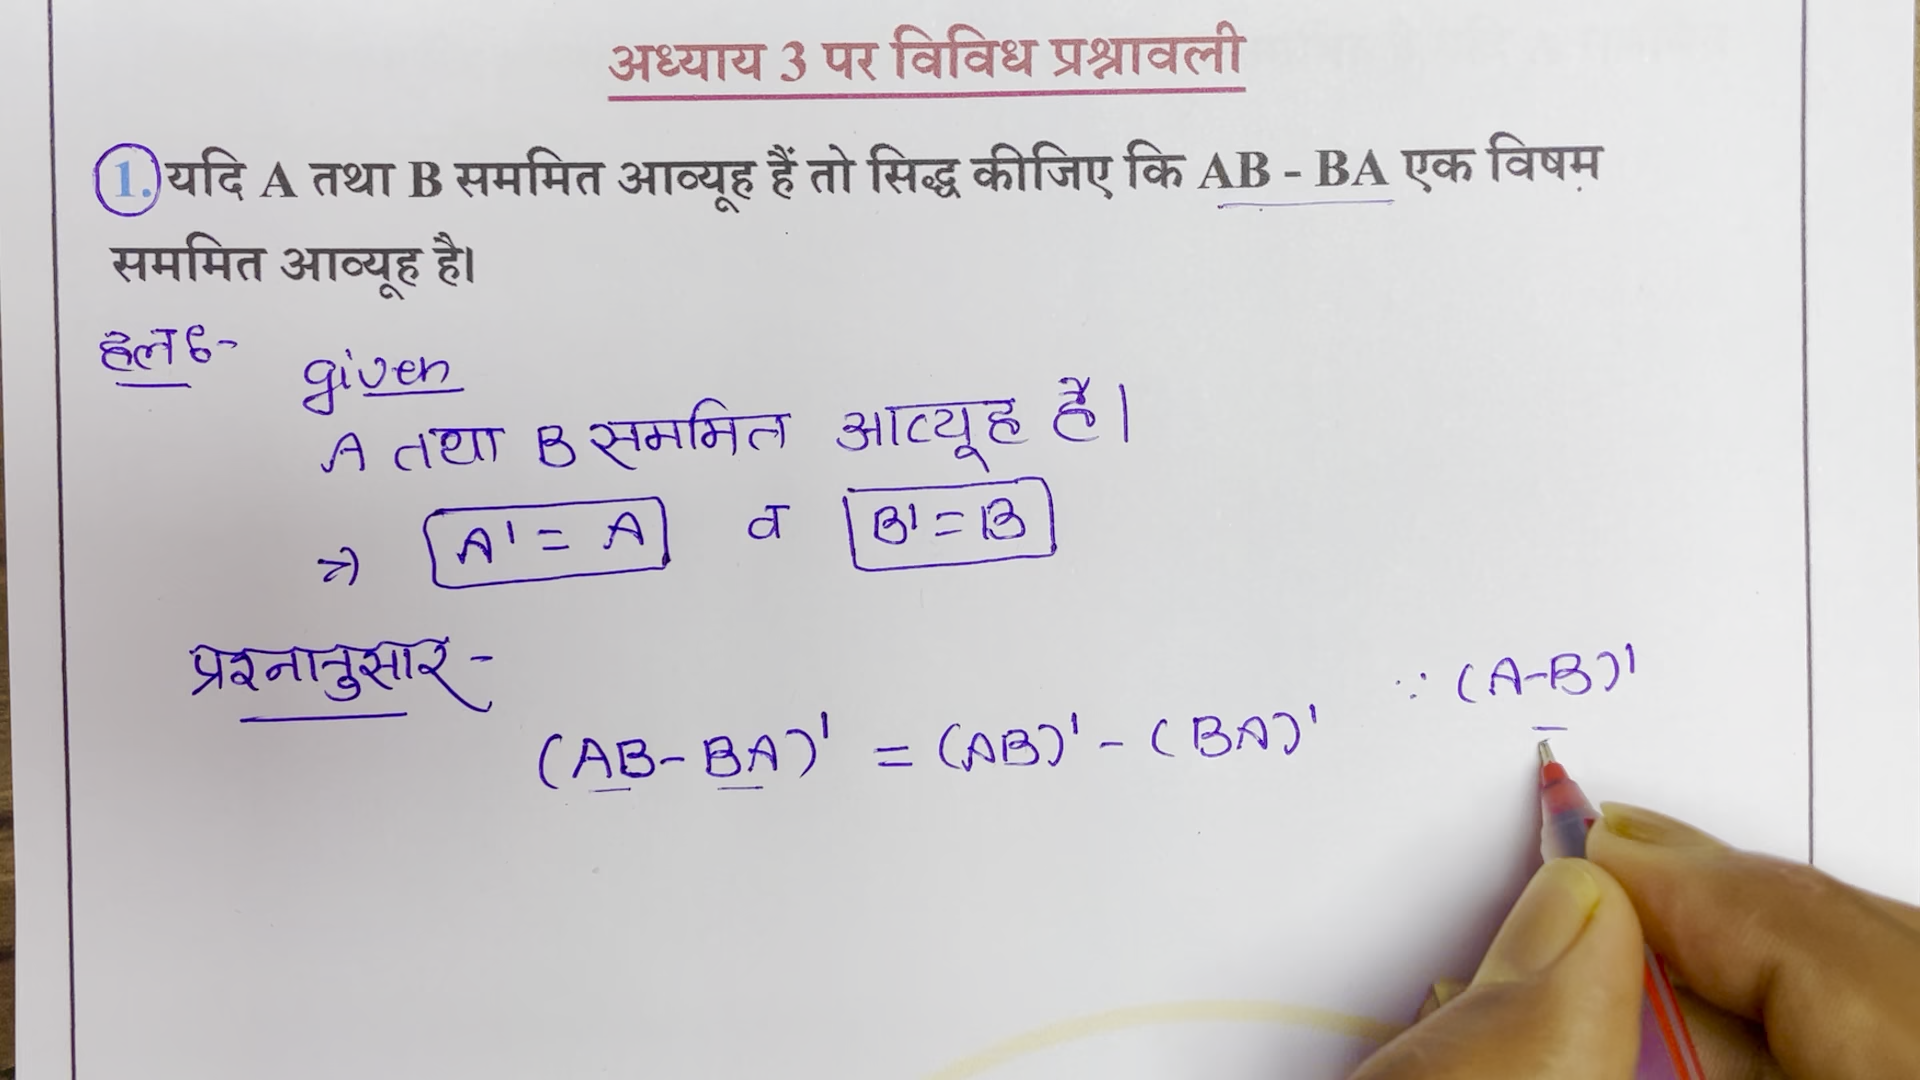 अध्याय 3 पर विविध प्रश्नावली
1. यदि A तथा B सममित आव्यूह हैं तो सिद्ध कीजिए कि AB - BA एक विषम
सममित आव्यूह है।
हलः-
given
A तथा B सममित आव्यूह हैं।
⇒ A' = A व B' = B
प्रश्नानुसार -
∵ (A-B)'
(AB-BA)' = (AB)' - (BA)'
=